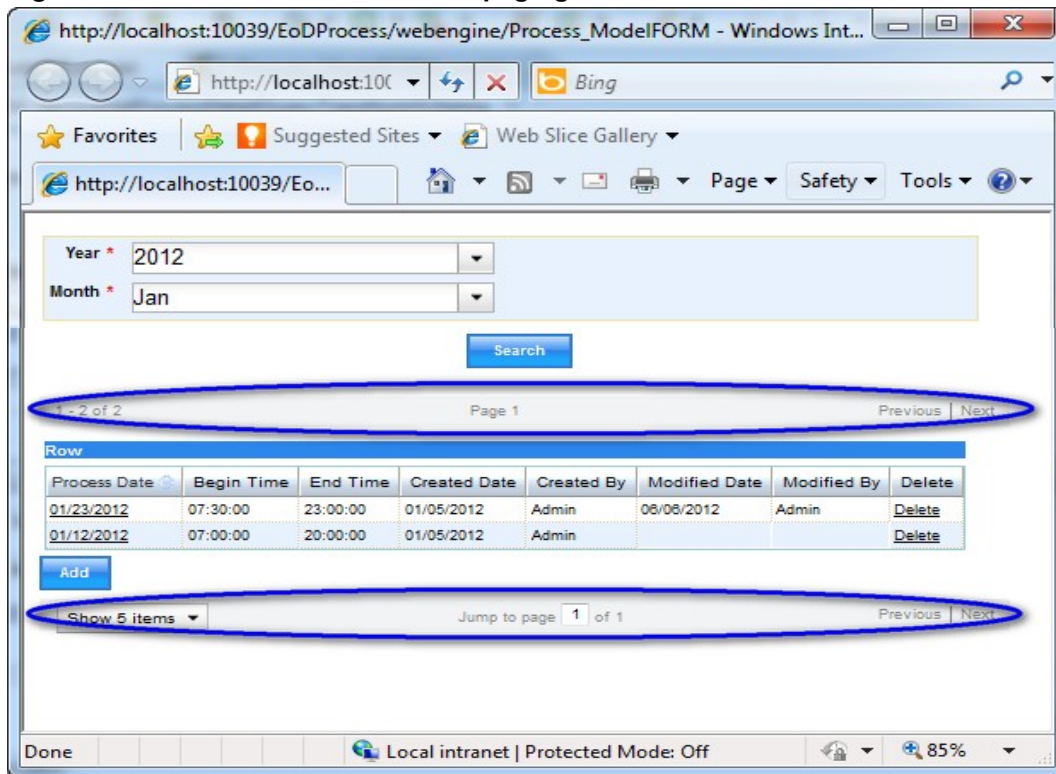 http://localhost:10039/EoDProcess/webengine/Process_ModelFORM - Windows Int...
http://localhost:100
Bing
Favorites
Suggested Sites
Web Slice Gallery
http://localhost:10039/Eo...
Page
Safety
Tools
Year *
2012
Month *
Jan
Search
1 - 2 of 2
Page 1
Previous | Next
Row
Process Date Begin Time End Time Created Date Created By Modified Date Modified By Delete
01/23/2012 07:30:00 23:00:00 01/05/2012 Admin 06/06/2012 Admin Delete
01/12/2012 07:00:00 20:00:00 01/05/2012 Admin Delete
Add
Show 5 items
Jump to page 1 of 1
Previous | Next
Done
Local intranet | Protected Mode: Off
85%